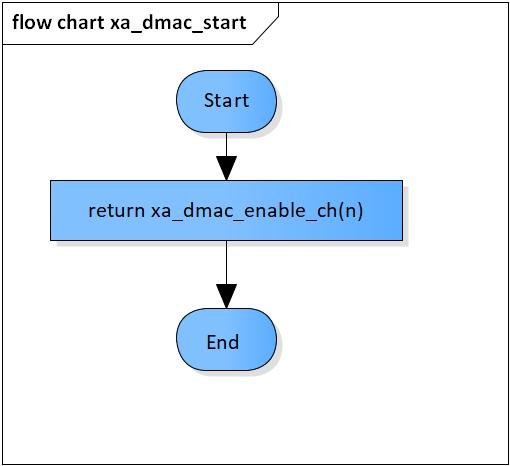 flow chart xa_dmac_start
Start
return xa_dmac_enable_ch(n)
End